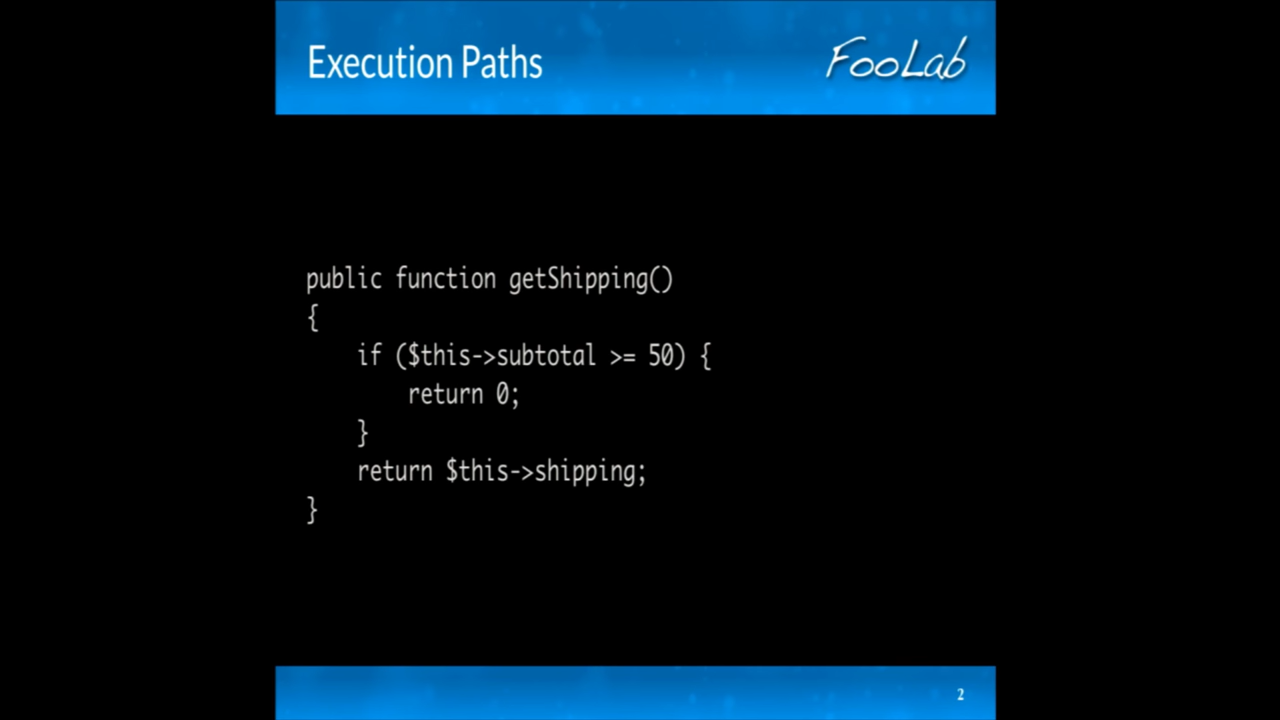 Execution Paths
FooLab
public function getShipping()
{
    if ($this->subtotal >= 50) {
        return 0;
    }
    return $this->shipping;
}
2